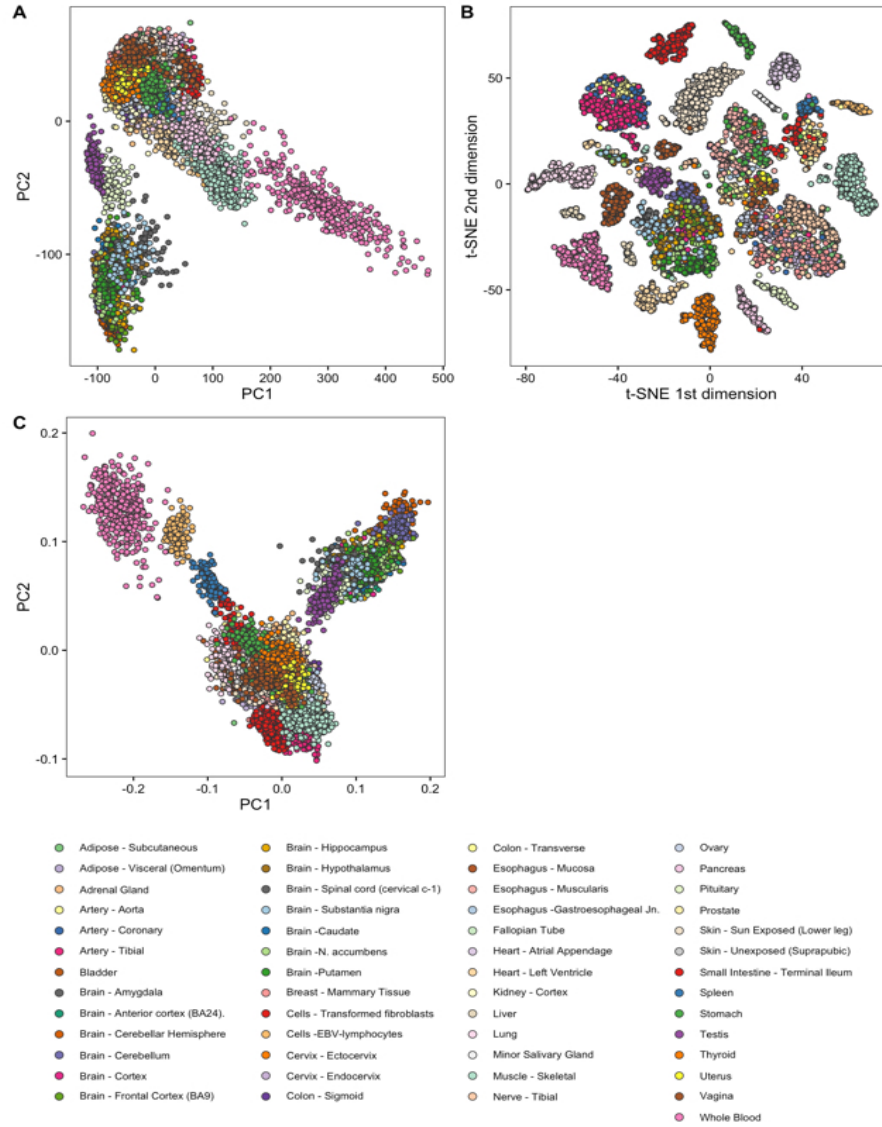 A
B
0
-100
PC2
-100
0
100
200
300
400
500
PC1
50
0
-50
t-SNE 2nd dimension
-80
-40
0
40
t-SNE 1st dimension
C
0.2
0.1
0.0
-0.1
PC2
-0.2
-0.1
0.0
0.1
0.2
PC1
Adipose - Subcutaneous
Adipose - Visceral (Omentum)
Adrenal Gland
Artery - Aorta
Artery - Coronary
Artery - Tibial
Bladder
Brain - Amygdala
Brain - Anterior cortex (BA24).
Brain - Cerebellar Hemisphere
Brain - Cerebellum
Brain - Cortex
Brain - Frontal Cortex (BA9)
Brain - Hippocampus
Brain - Hypothalamus
Brain - Spinal cord (cervical c-1)
Brain - Substantia nigra
Brain -Caudate
Brain -N. accumbens
Brain -Putamen
Breast - Mammary Tissue
Cells - Transformed fibroblasts
Cells -EBV-lymphocytes
Cervix - Ectocervix
Cervix - Endocervix
Colon - Sigmoid
Colon - Transverse
Esophagus - Mucosa
Esophagus - Muscularis
Esophagus -Gastroesophageal Jn.
Fallopian Tube
Heart - Atrial Appendage
Heart - Left Ventricle
Kidney - Cortex
Liver
Lung
Minor Salivary Gland
Muscle - Skeletal
Nerve - Tibial
Ovary
Pancreas
Pituitary
Prostate
Skin - Sun Exposed (Lower leg)
Skin - Unexposed (Suprapubic)
Small Intestine - Terminal Ileum
Spleen
Stomach
Testis
Thyroid
Uterus
Vagina
Whole Blood